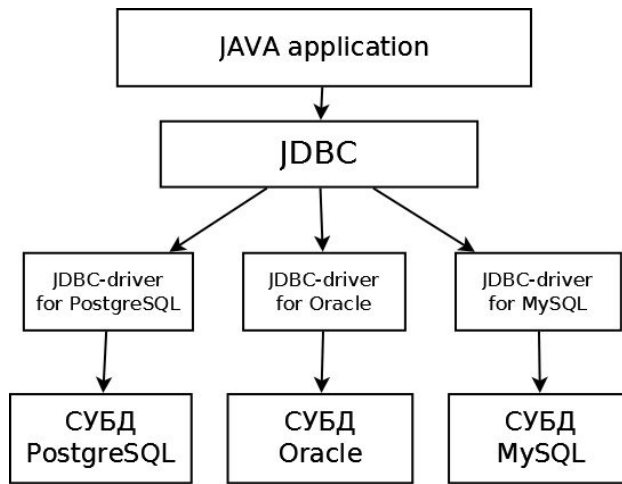 JAVA application
JDBC
JDBC-driver
for PostgreSQL
JDBC-driver
for Oracle
JDBC-driver
for MySQL
СУБД
PostgreSQL
СУБД
Oracle
СУБД
MySQL